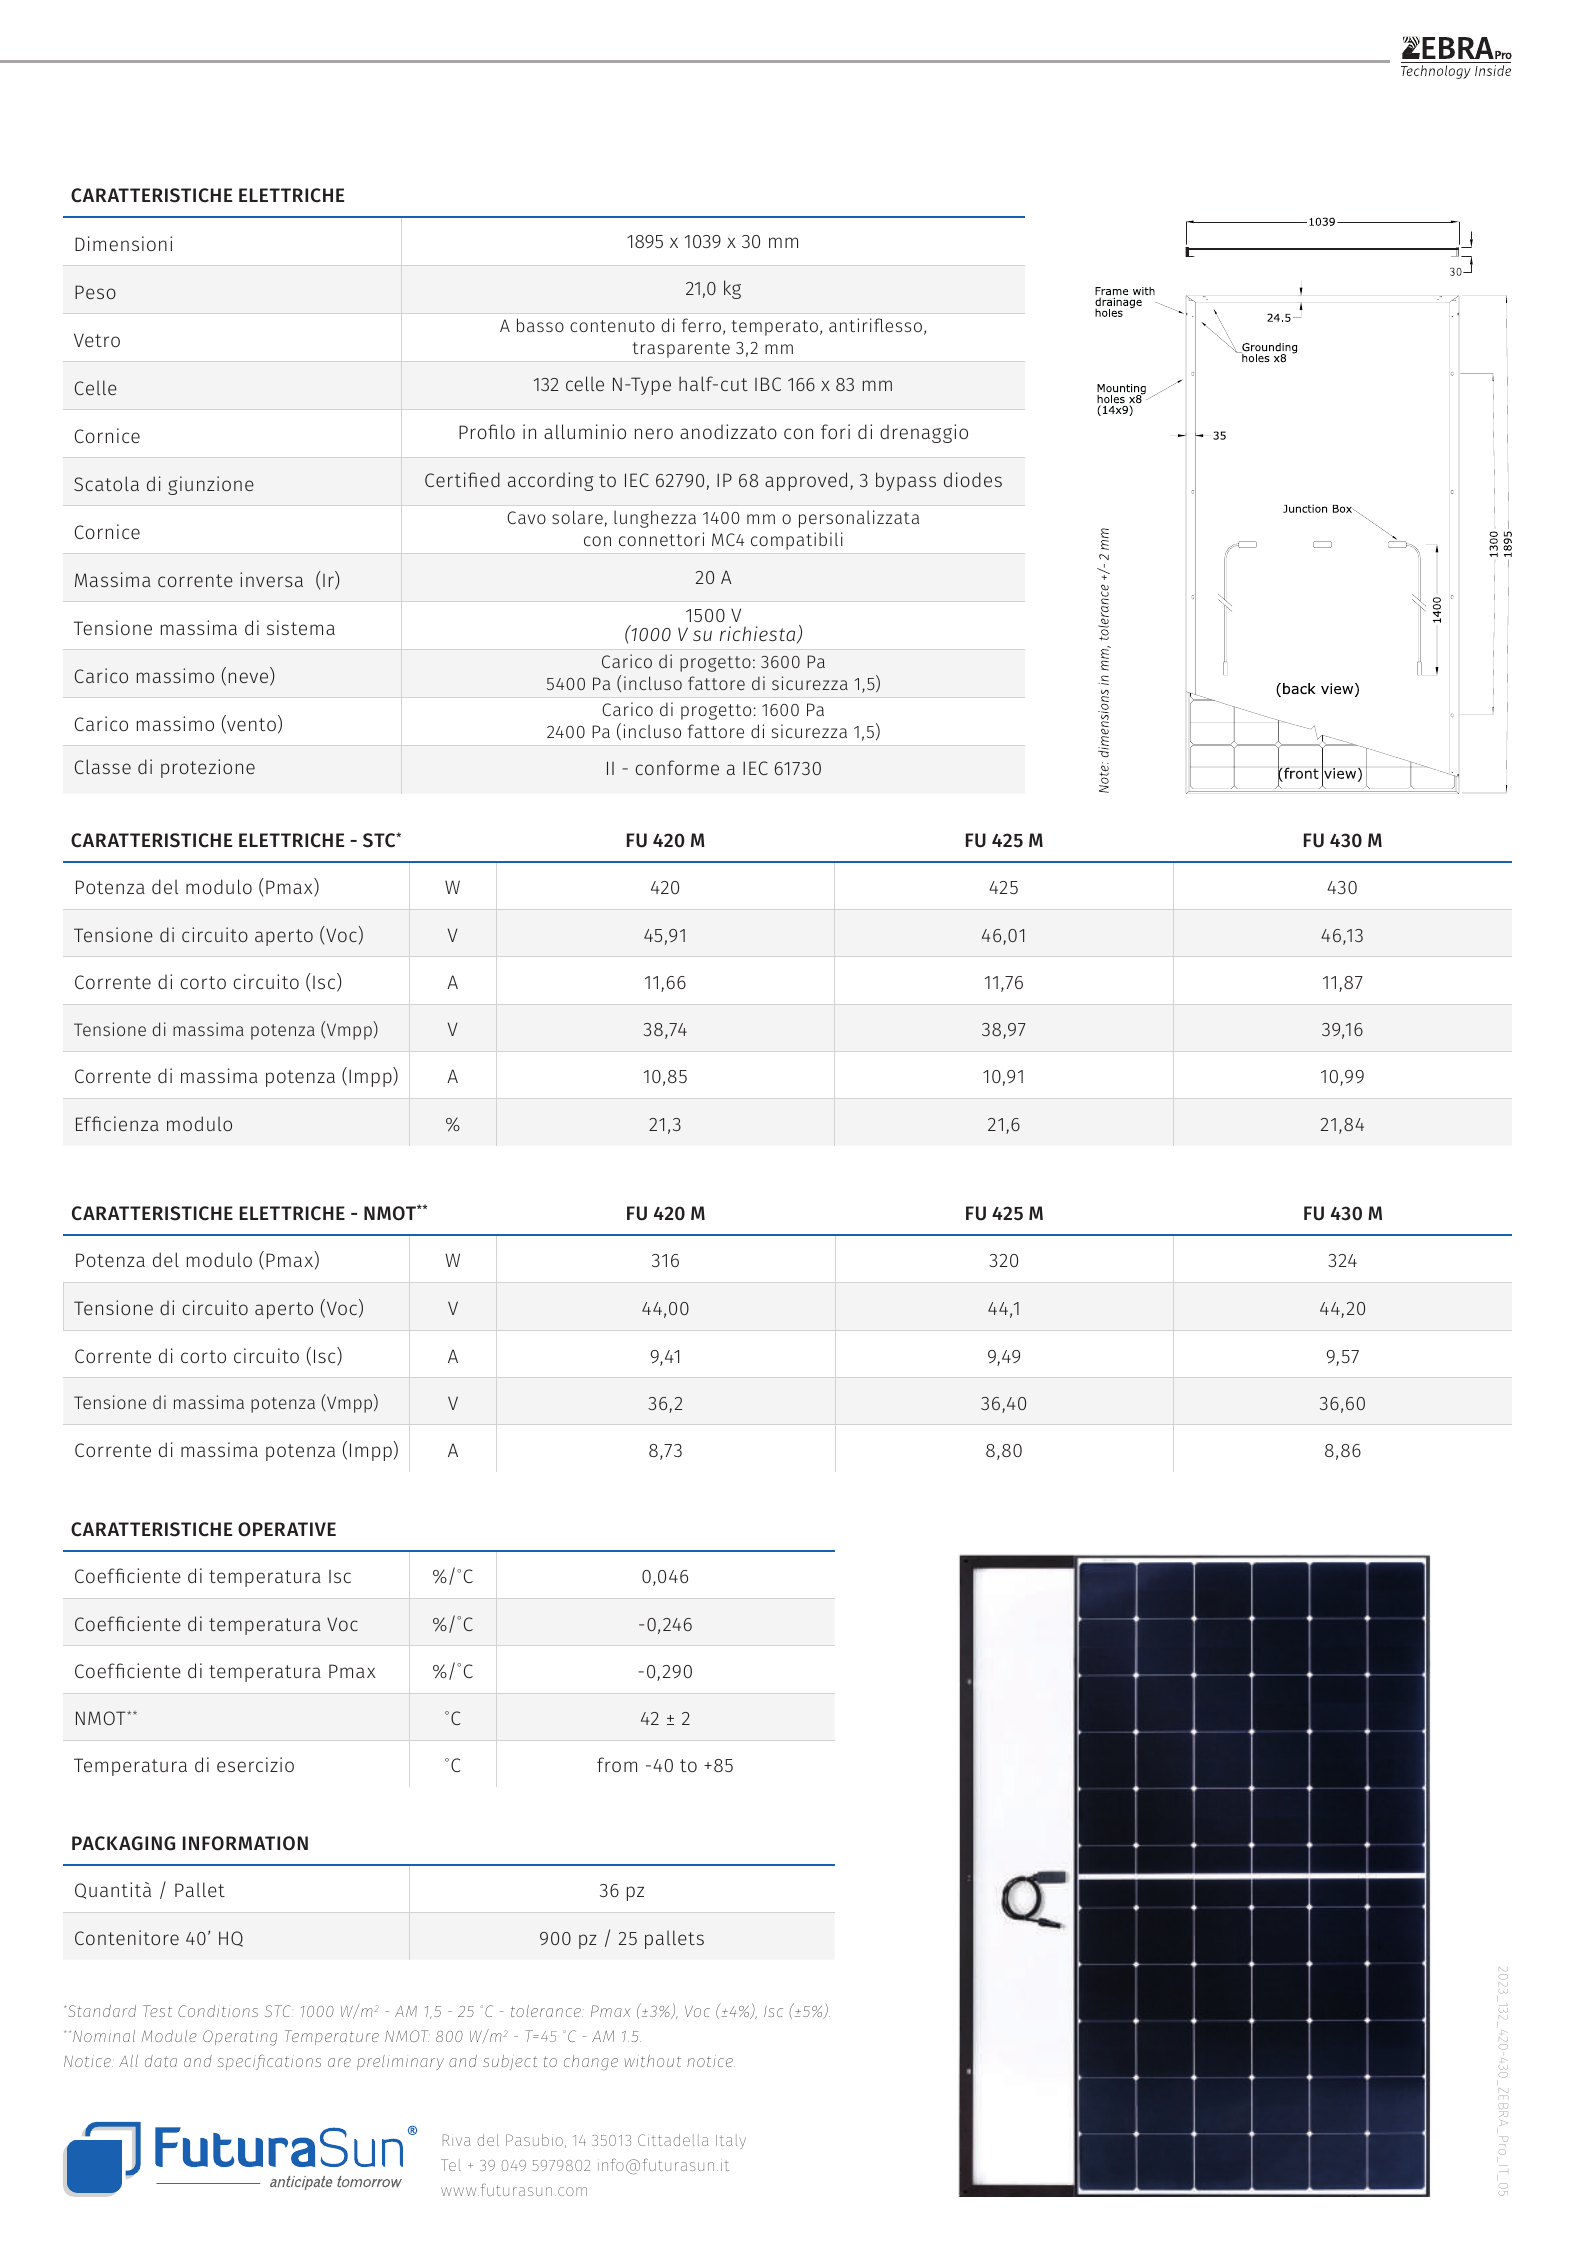 ZEBRA Pro
Technology Inside
CARATTERISTICHE ELETTRICHE
Dimensioni 1895 x 1039 x 30 mm
Peso 21,0 kg
Vetro A basso contenuto di ferro, temperato, antiriflesso,
trasparente 3,2 mm
Celle 132 celle N-Type half-cut IBC 166 x 83 mm
Cornice Profilo in alluminio nero anodizzato con fori di drenaggio
Scatola di giunzione Certified according to IEC 62790, IP 68 approved, 3 bypass diodes
Cornice Cavo solare, lunghezza 1400 mm o personalizzata
con connettori MC4 compatibili
Massima corrente inversa (Ir) 20 A
Tensione massima di sistema 1500 V
(1000 V su richiesta)
Carico massimo (neve) Carico di progetto: 3600 Pa
5400 Pa (incluso fattore di sicurezza 1,5)
Carico massimo (vento) Carico di progetto: 1600 Pa
2400 Pa (incluso fattore di sicurezza 1,5)
Classe di protezione II - conforme a IEC 61730
1039
30
Frame with
drainage
holes
24.5
Grounding
holes x8
Mounting
holes x8
(14x9)
35
Junction Box
1300
1895
1400
(back view)
(front view)
Note: dimensions in mm, tolerance +/- 2 mm
CARATTERISTICHE ELETTRICHE - STC* FU 420 M FU 425 M FU 430 M
Potenza del modulo (Pmax) W 420 425 430
Tensione di circuito aperto (Voc) V 45,91 46,01 46,13
Corrente di corto circuito (Isc) A 11,66 11,76 11,87
Tensione di massima potenza (Vmpp) V 38,74 38,97 39,16
Corrente di massima potenza (Impp) A 10,85 10,91 10,99
Efficienza modulo % 21,3 21,6 21,84
CARATTERISTICHE ELETTRICHE - NMOT** FU 420 M FU 425 M FU 430 M
Potenza del modulo (Pmax) W 316 320 324
Tensione di circuito aperto (Voc) V 44,00 44,1 44,20
Corrente di corto circuito (Isc) A 9,41 9,49 9,57
Tensione di massima potenza (Vmpp) V 36,2 36,40 36,60
Corrente di massima potenza (Impp) A 8,73 8,80 8,86
CARATTERISTICHE OPERATIVE
Coefficiente di temperatura Isc %/°C 0,046
Coefficiente di temperatura Voc %/°C -0,246
Coefficiente di temperatura Pmax %/°C -0,290
NMOT** °C 42 ± 2
Temperatura di esercizio °C from -40 to +85
PACKAGING INFORMATION
Quantità / Pallet 36 pz
Contenitore 40’ HQ 900 pz / 25 pallets
*Standard Test Conditions STC: 1000 W/m² - AM 1,5 - 25 °C - tolerance: Pmax (±3%), Voc (±4%), Isc (±5%).
**Nominal Module Operating Temperature NMOT: 800 W/m² - T=45 °C - AM 1.5.
Notice: All data and specifications are preliminary and subject to change without notice.
FuturaSun®
anticipate tomorrow
Riva del Pasubio, 14 35013 Cittadella Italy
Tel + 39 049 5979802 info@futurasun.it
www.futurasun.com
2023_132_420-430_ZEBRA_Pro_IT_05